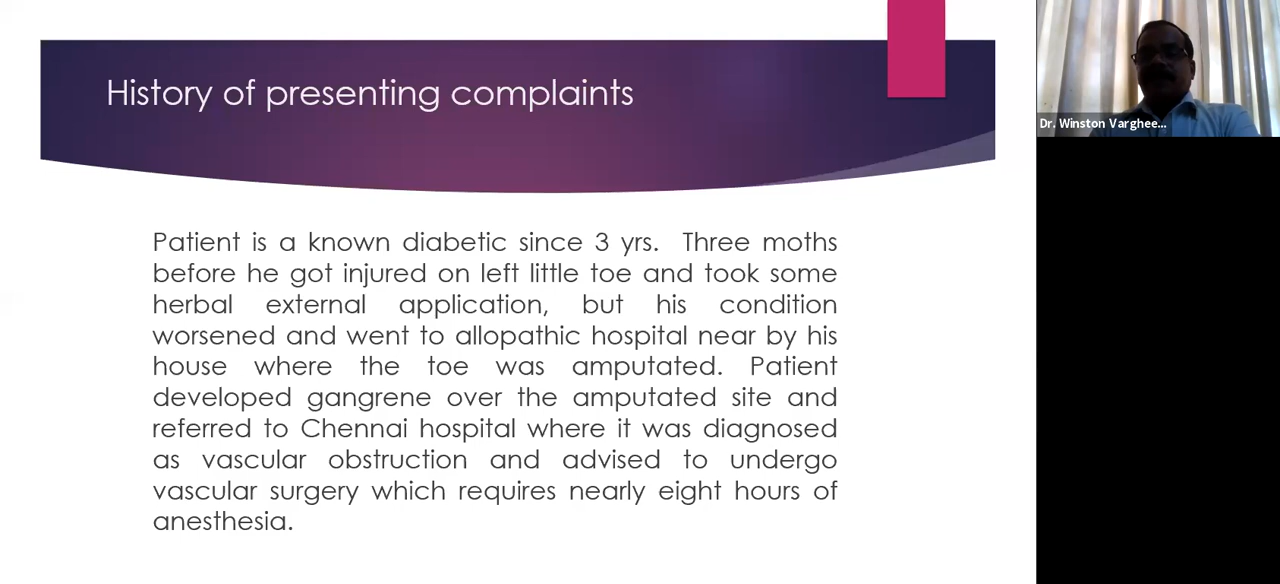 History of presenting complaints
Patient is a known diabetic since 3 yrs. Three moths
before he got injured on left little toe and took some
herbal external application, but his condition
worsened and went to allopathic hospital near by his
house where the toe was amputated. Patient
developed gangrene over the amputated site and
referred to Chennai hospital where it was diagnosed
as vascular obstruction and advised to undergo
vascular surgery which requires nearly eight hours of
anesthesia.
Dr. Winston Varghee...